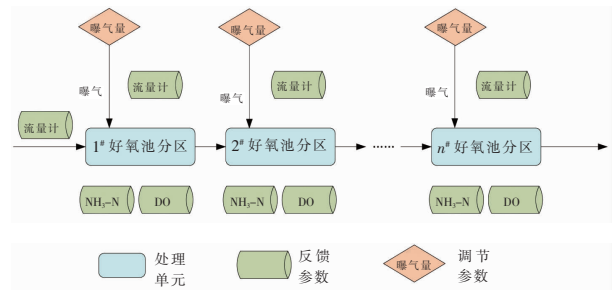 曝气量 曝气量 曝气量
流量计 流量计 流量计
曝气 曝气 曝气
流量计
1# 好氧池分区 2# 好氧池分区 …… n# 好氧池分区
NH₃-N DO NH₃-N DO NH₃-N DO
处理 反馈 调节
单元 参数 曝气量 参数